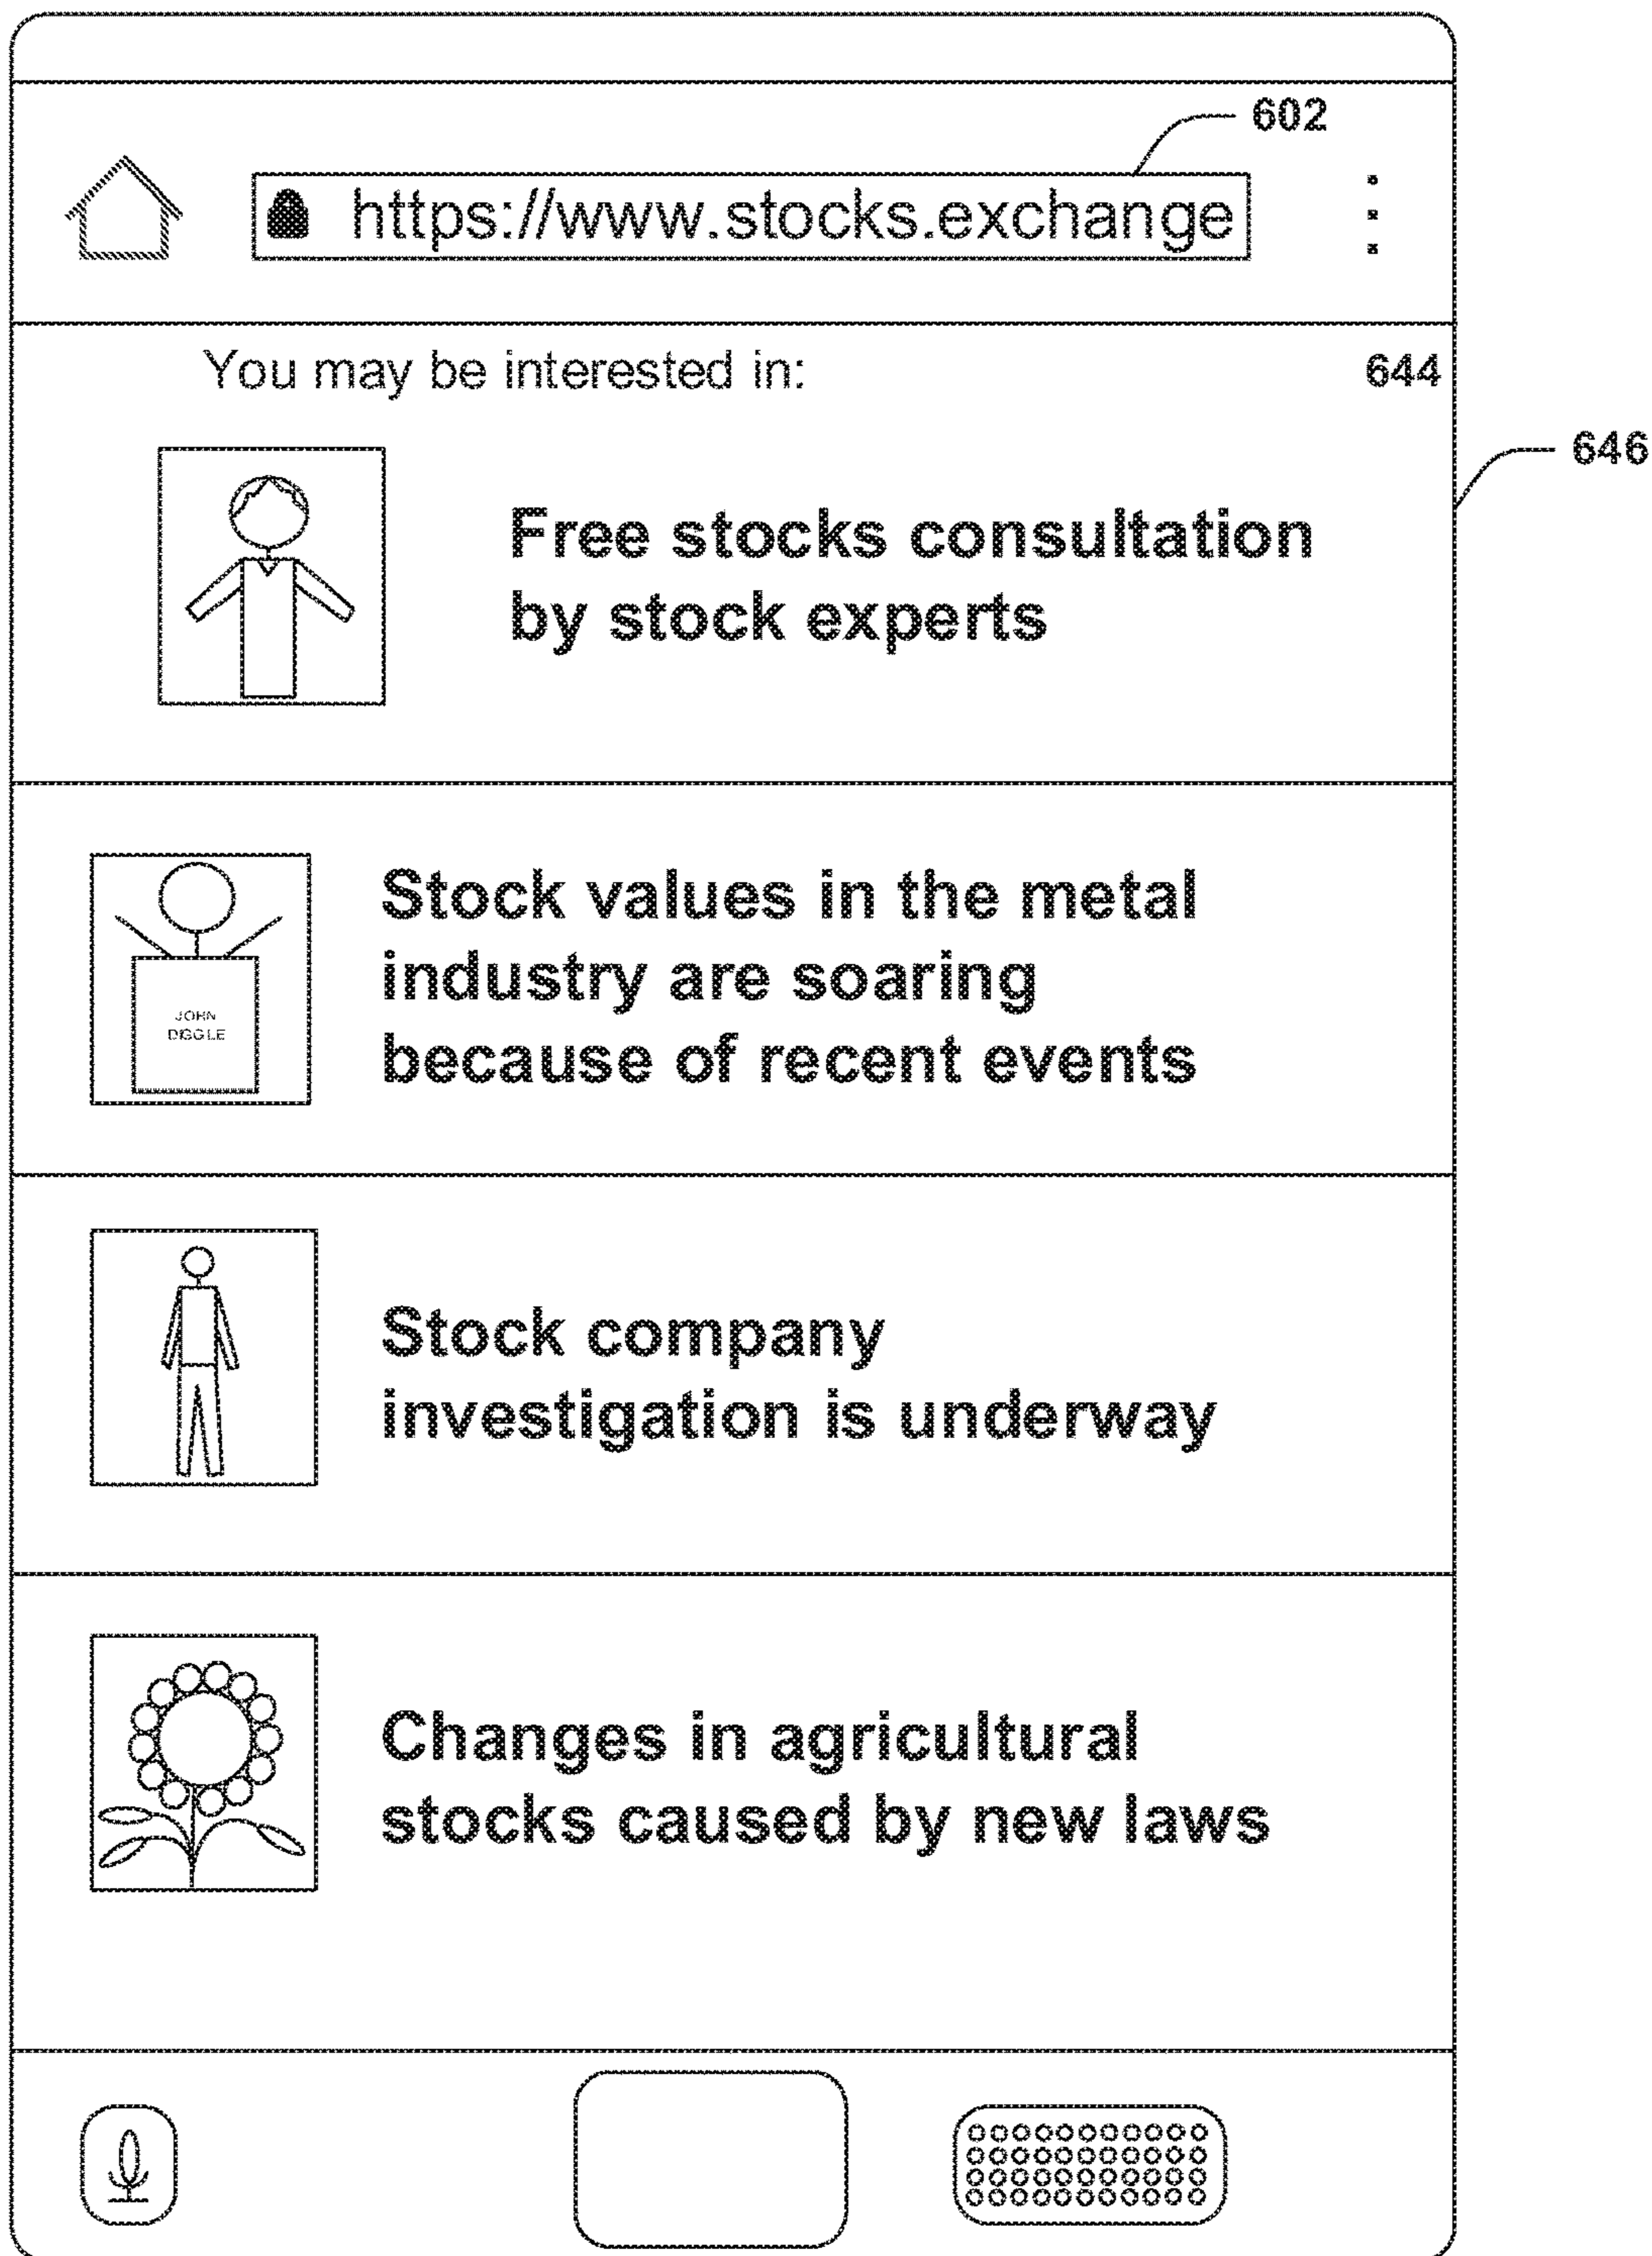 602
https://www.stocks.exchange
You may be interested in:
644
646
Free stocks consultation
by stock experts
Stock values in the metal
industry are soaring
because of recent events
JOHN
DIGGLE
Stock company
investigation is underway
Changes in agricultural
stocks caused by new laws